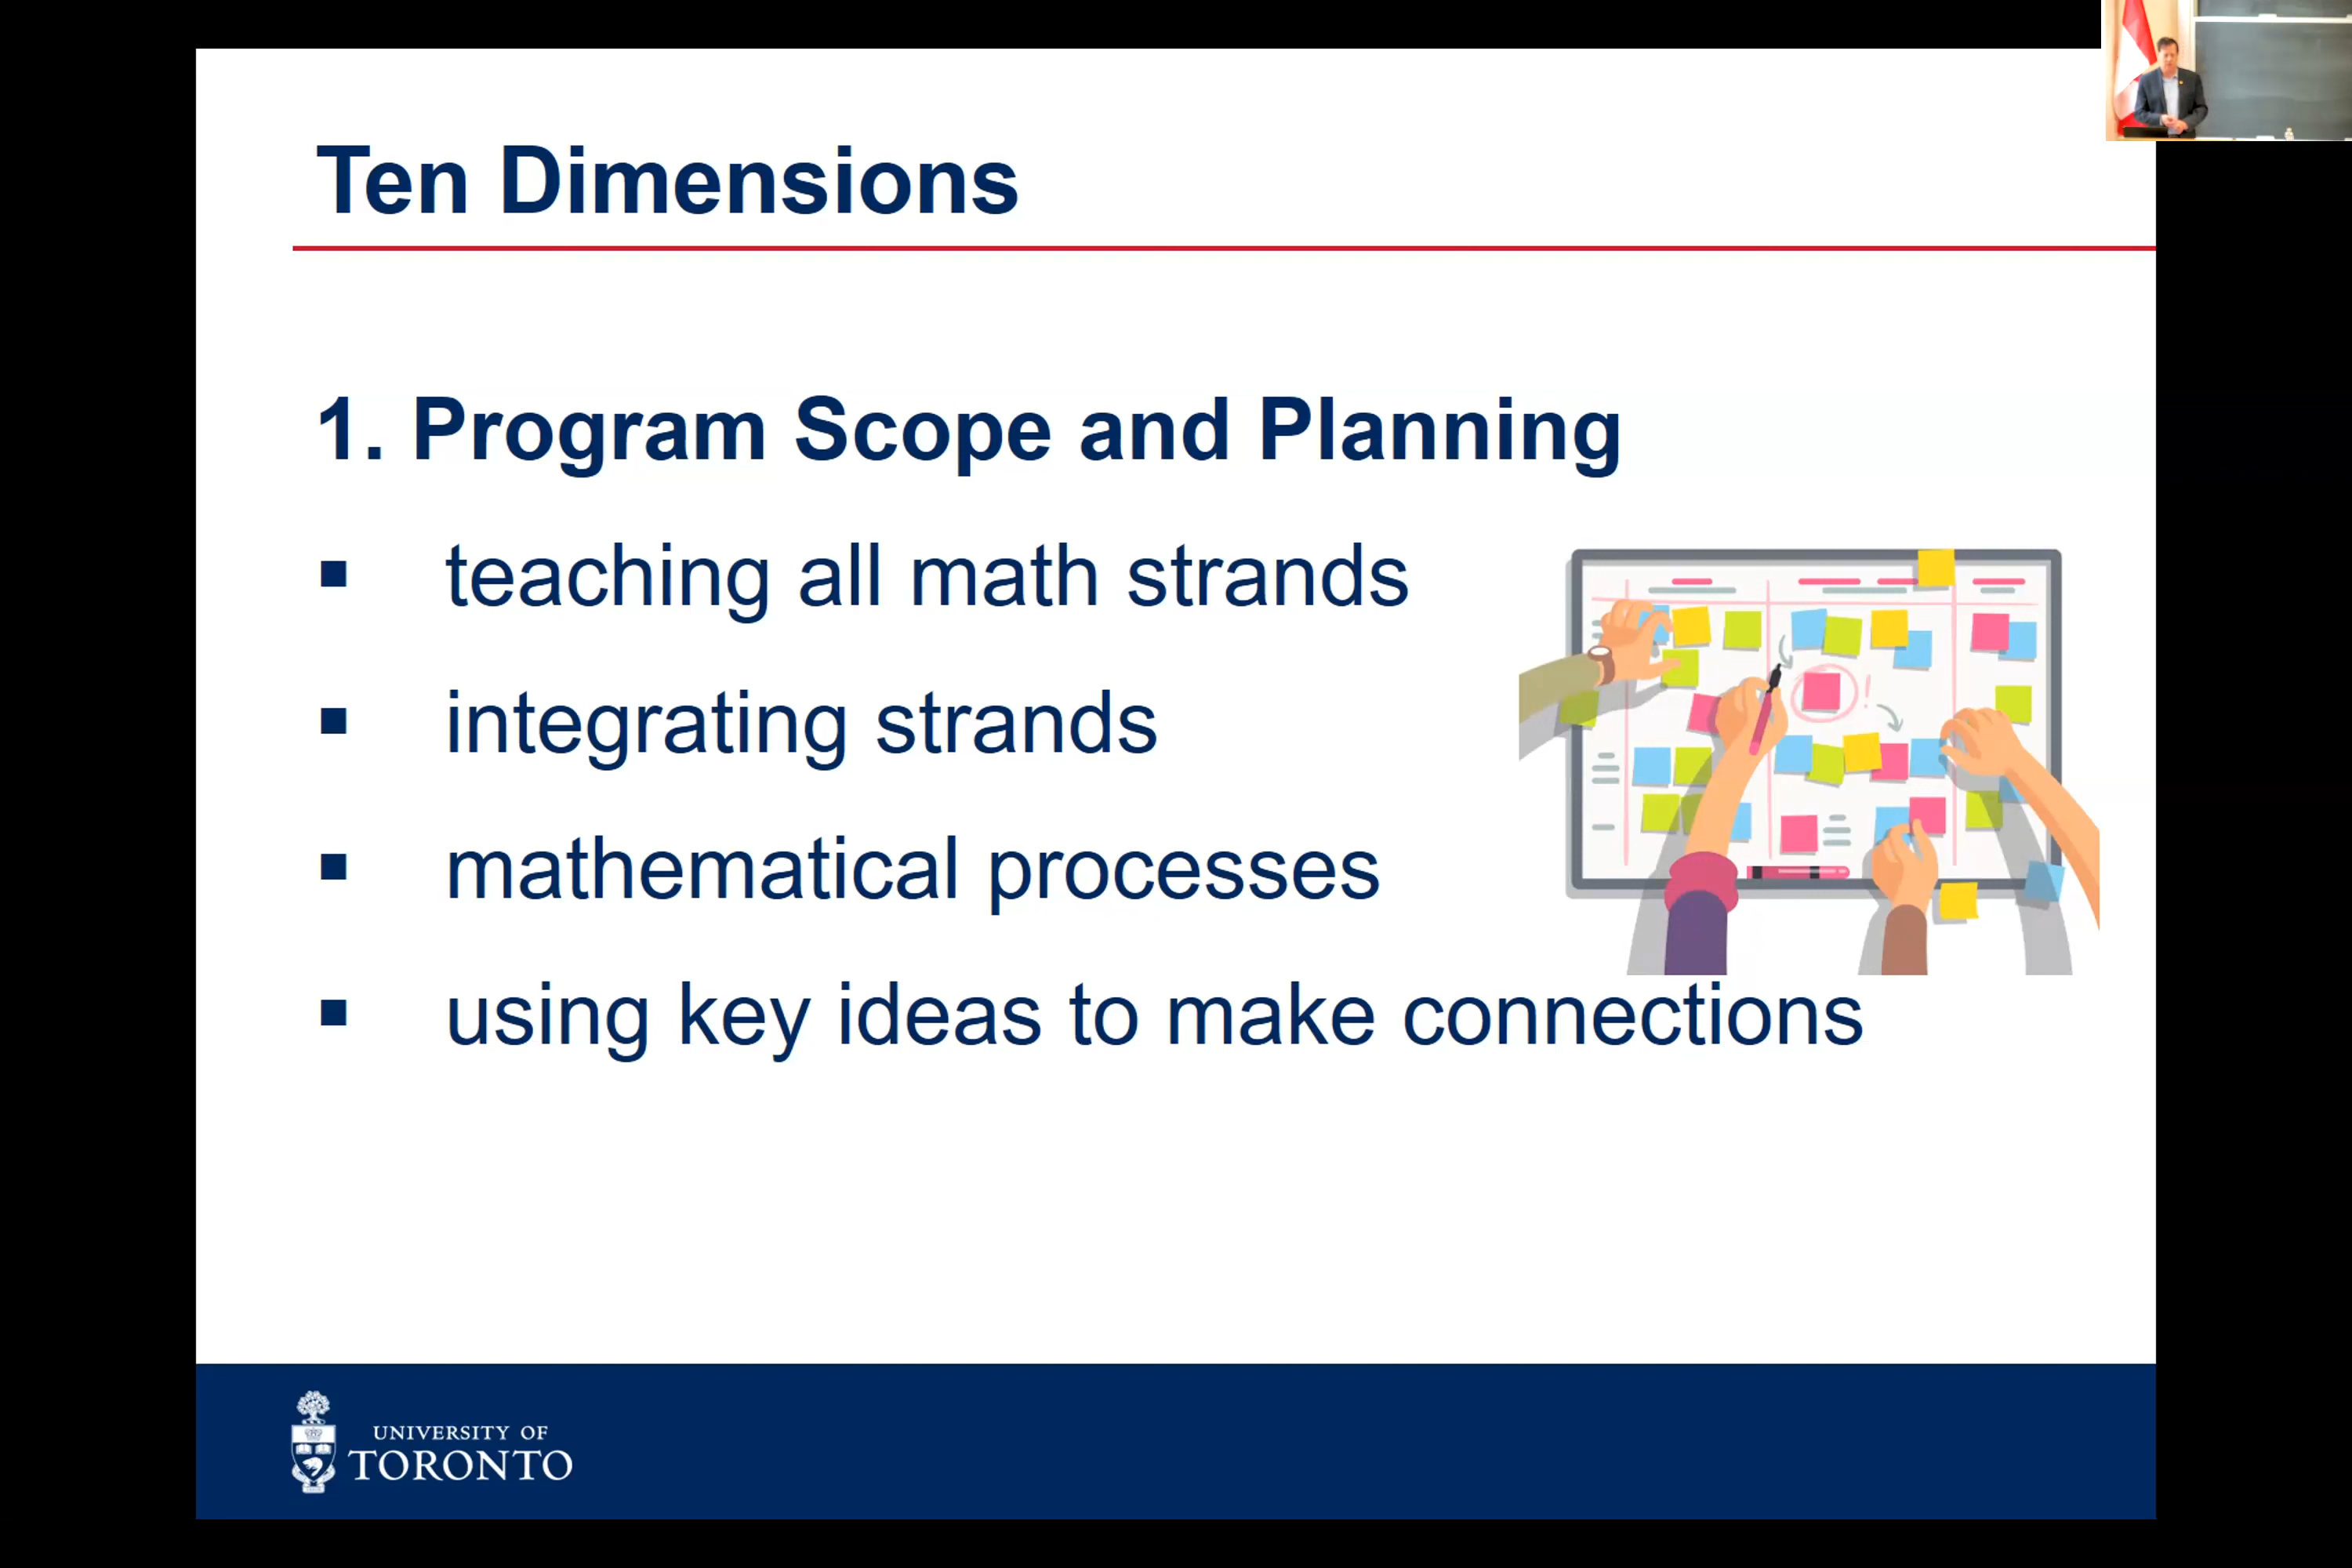 Ten Dimensions
1. Program Scope and Planning
▪ teaching all math strands
▪ integrating strands
▪ mathematical processes
▪ using key ideas to make connections
UNIVERSITY OF
TORONTO